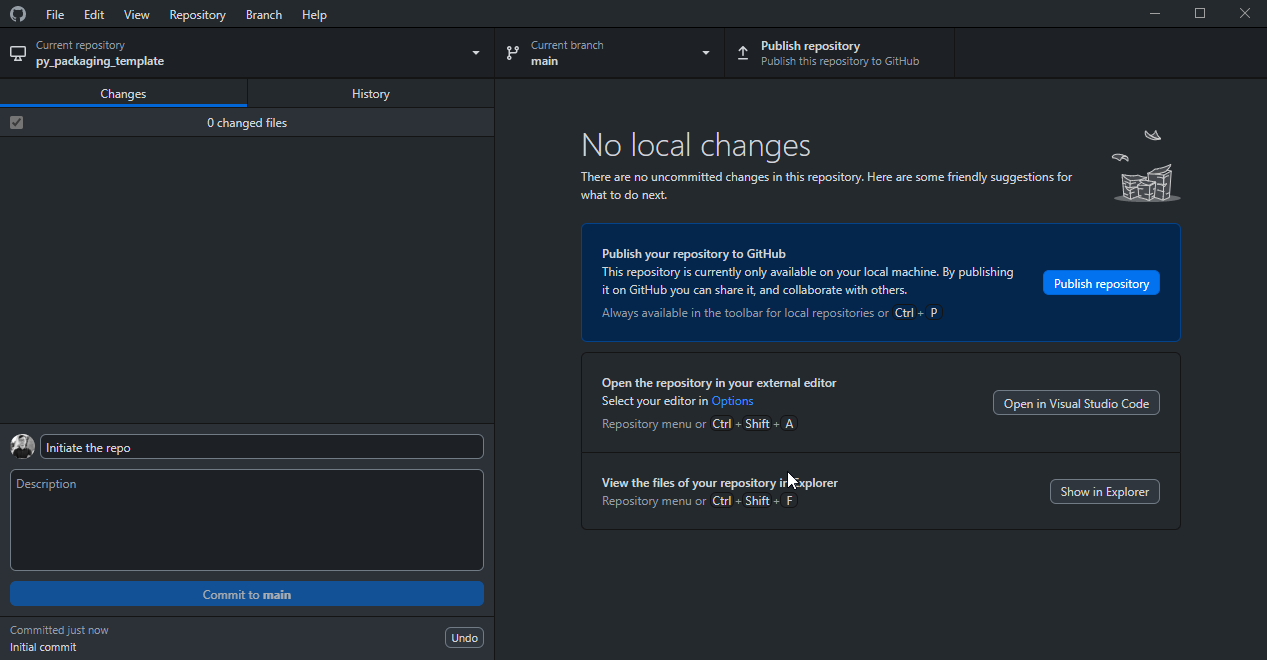 File Edit View Repository Branch Help
Current repository
py_packaging_template
Current branch
main
Publish repository
Publish this repository to GitHub
Changes
History
0 changed files
No local changes
There are no uncommitted changes in this repository. Here are some friendly suggestions for
what to do next.
Publish your repository to GitHub
This repository is currently only available on your local machine. By publishing
it on GitHub you can share it, and collaborate with others.
Always available in the toolbar for local repositories or Ctrl + P
Publish repository
Open the repository in your external editor
Select your editor in Options
Repository menu or Ctrl + Shift + A
Open in Visual Studio Code
View the files of your repository in Explorer
Repository menu or Ctrl + Shift + F
Show in Explorer
Initiate the repo
Description
Commit to main
Committed just now
Initial commit
Undo